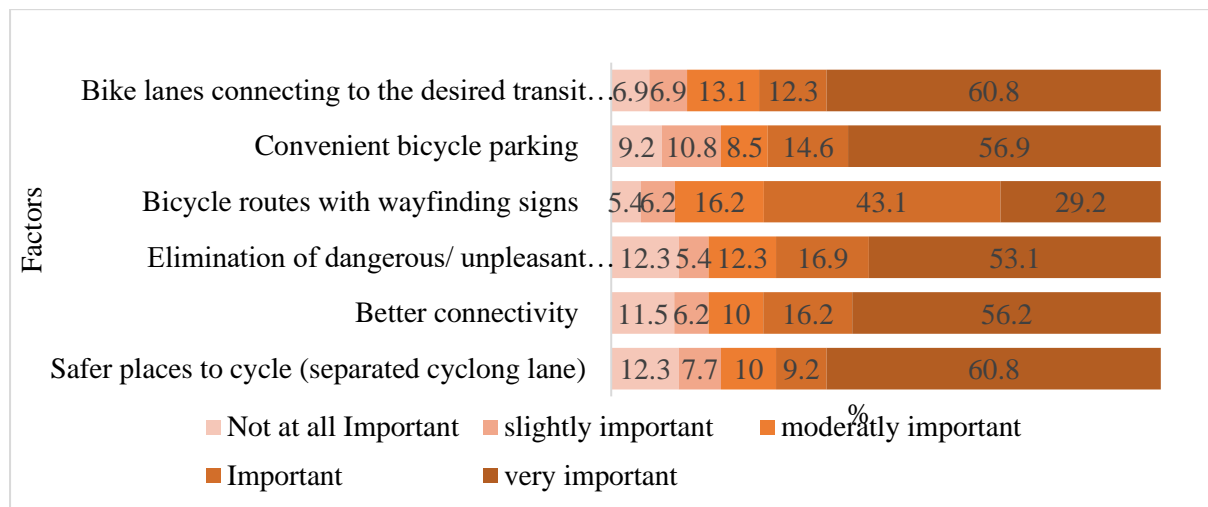 Bike lanes connecting to the desired transit… 6.9 6.9 13.1 12.3 60.8
Convenient bicycle parking 9.2 10.8 8.5 14.6 56.9
Bicycle routes with wayfinding signs 5.4 6.2 16.2 43.1 29.2
Elimination of dangerous/ unpleasant… 12.3 5.4 12.3 16.9 53.1
Better connectivity 11.5 6.2 10 16.2 56.2
Safer places to cycle (separated cyclong lane) 12.3 7.7 10 9.2 60.8
Factors
%
Not at all Important slightly important moderatly important
Important very important